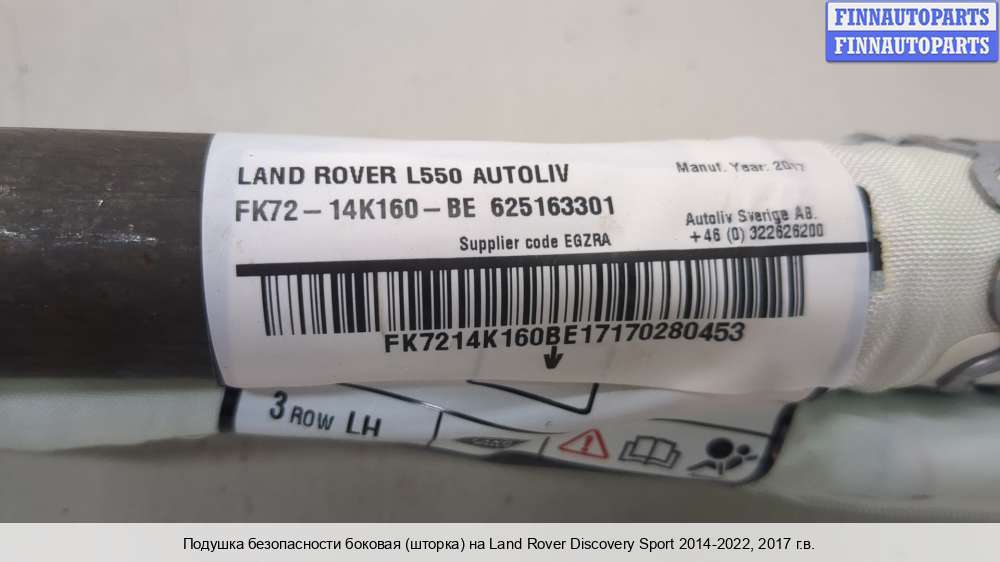 FINNAUTOPARTS
FINNAUTOPARTS
LAND ROVER L550 AUTOLIV
Manuf. Year: 2017
FK72-14K160-BE 625163301
Autoliv Sverige AB.
+46 (0) 322626200
Supplier code EGZRA
FK7214K160BE17170280453
3 ROW LH
Подушка безопасности боковая (шторка) на Land Rover Discovery Sport 2014-2022, 2017 г.в.